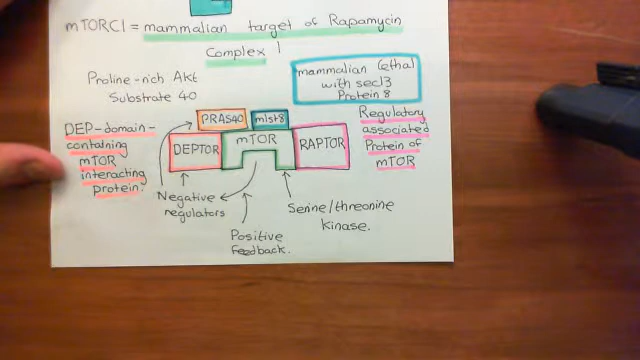 mTORC1 = mammalian target of Rapamycin
Complex 1
Proline-rich Akt
Substrate 40
mammalian lethal
with sec13
Protein 8
DEP-domain-
containing
mTOR
interacting
protein.
PRAS40
mlst8
DEPTOR
mTOR
RAPTOR
Regulatory
associated
Protein of
mTOR
Negative
regulators
Serine/threonine
kinase.
Positive
feedback.